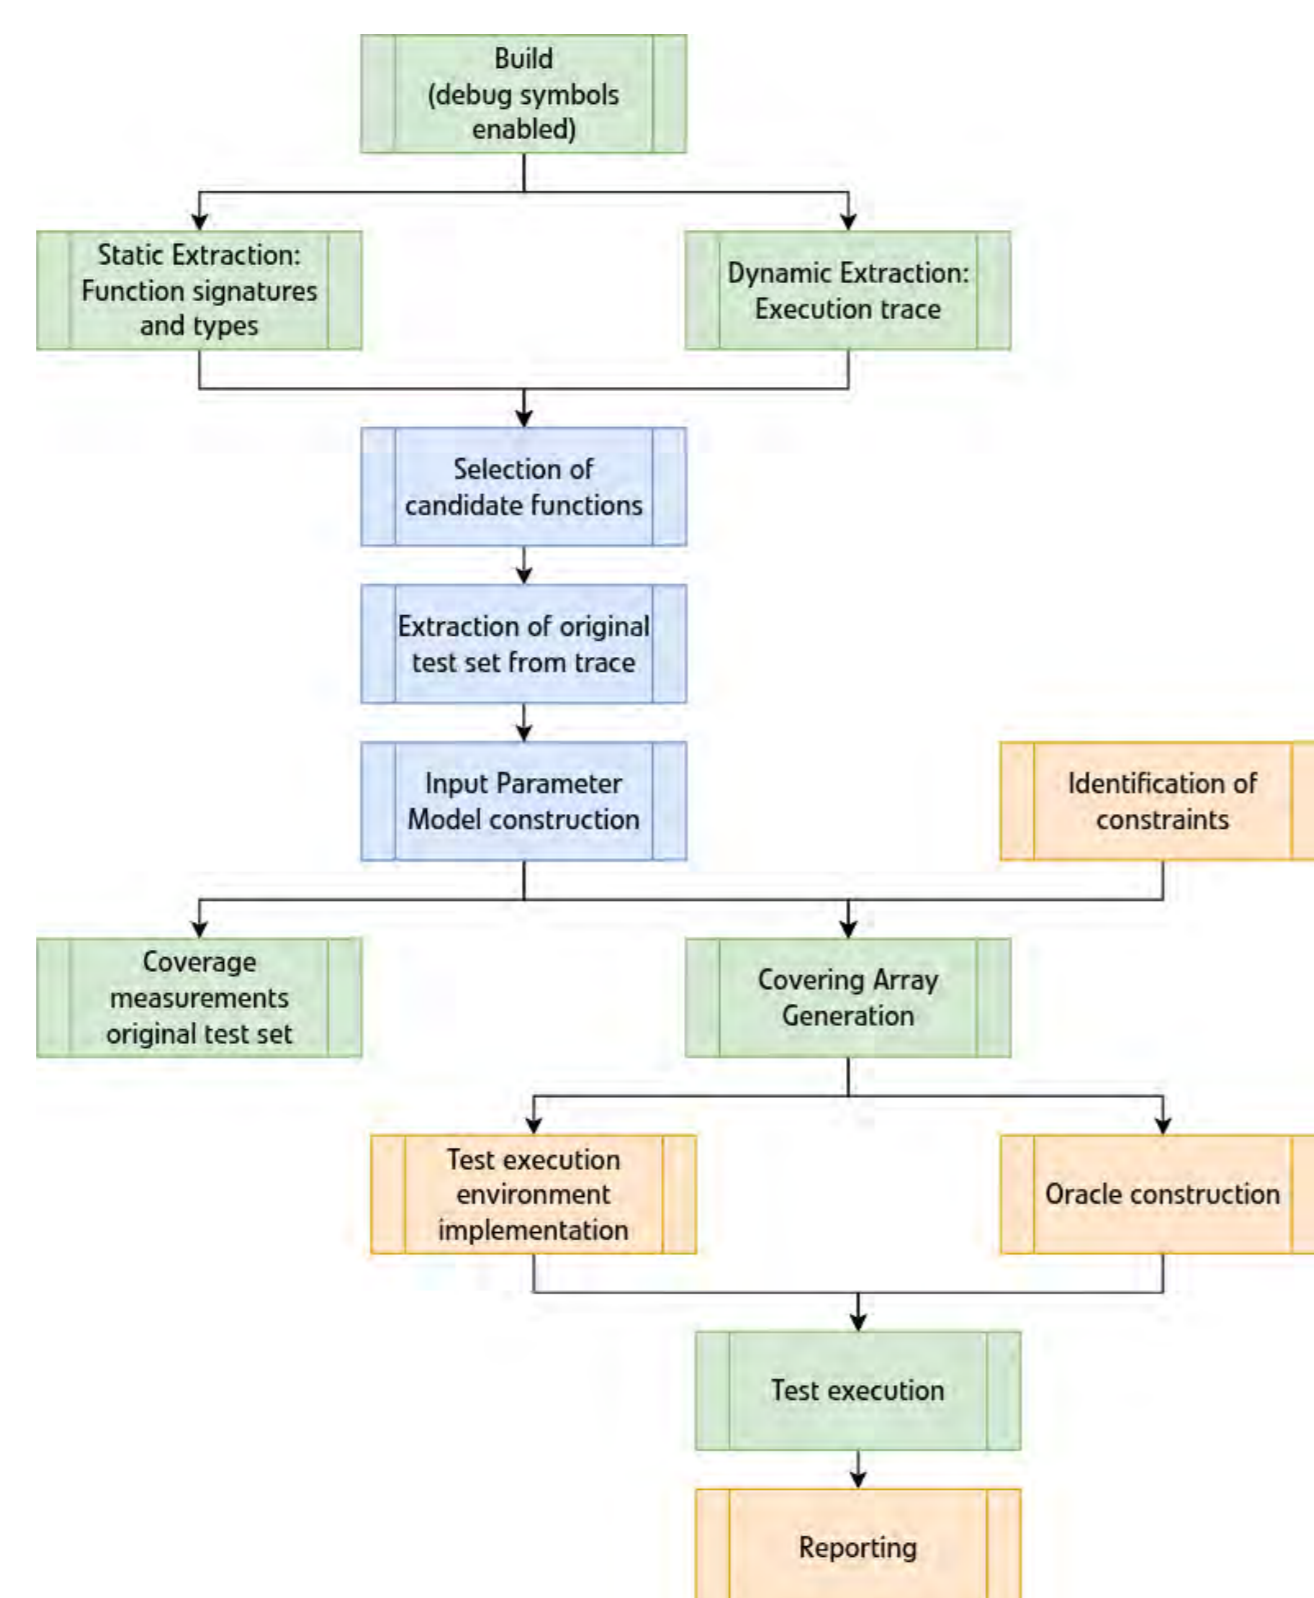 Build
(debug symbols
enabled)
Static Extraction:
Function signatures
and types
Dynamic Extraction:
Execution trace
Selection of
candidate functions
Extraction of original
test set from trace
Input Parameter
Model construction
Identification of
constraints
Coverage
measurements
original test set
Covering Array
Generation
Test execution
environment
implementation
Oracle construction
Test execution
Reporting